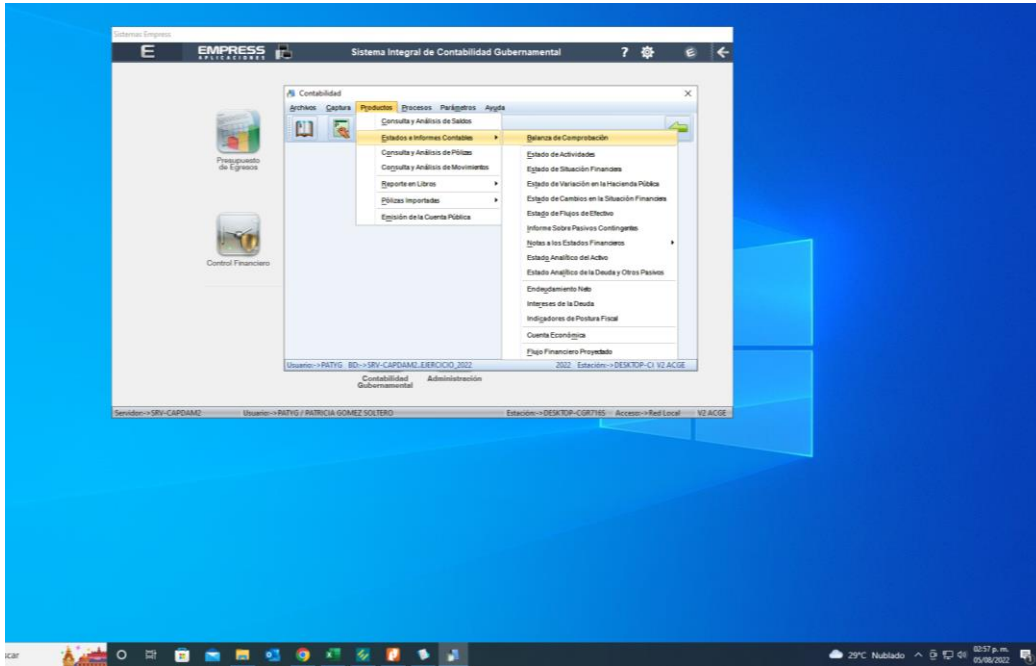 Sistemas Empress
E EMPRESS Sistema Integral de Contabilidad Gubernamental ?
APLICACIONES
Contabilidad
Archivos Captura Productos Procesos Parámetros Ayuda
Consulta y Análisis de Saldos
Estados e Informes Contables
Consulta y Análisis de Pólizas
Consulta y Análisis de Movimientos
Reporte en Libros
Pólizas Importadas
Emisión de la Cuenta Pública
Balanza de Comprobación
Estado de Actividades
Estado de Situación Financiera
Estado de Variación en la Hacienda Pública
Estado de Cambios en la Situación Financiera
Estado de Flujos de Efectivo
Informe Sobre Pasivos Contingentes
Notas a los Estados Financieros
Estado Analítico del Activo
Estado Analítico de la Deuda y Otros Pasivos
Endeudamiento Neto
Intereses de la Deuda
Indigadores de Postura Fiscal
Cuenta Económica
Flujo Financiero Proyectado
Presupuesto
de Egresos
Control Financiero
Usuario:->PATYG BD:->SRV-CAPDAM2..EJERCICIO_2022 2022 Estación:->DESKTOP-CI V2 ACGE
Contabilidad
Gubernamental
Administración
Servidor:->SRV-CAPDAM2 Usuario:->PATYG / PATRICIA GOMEZ SOLTERO Estación:->DESKTOP-CGR716S Acceso:->Red Local V2 ACGE
scar
29°C Nublado
02:57 p. m.
05/08/2022